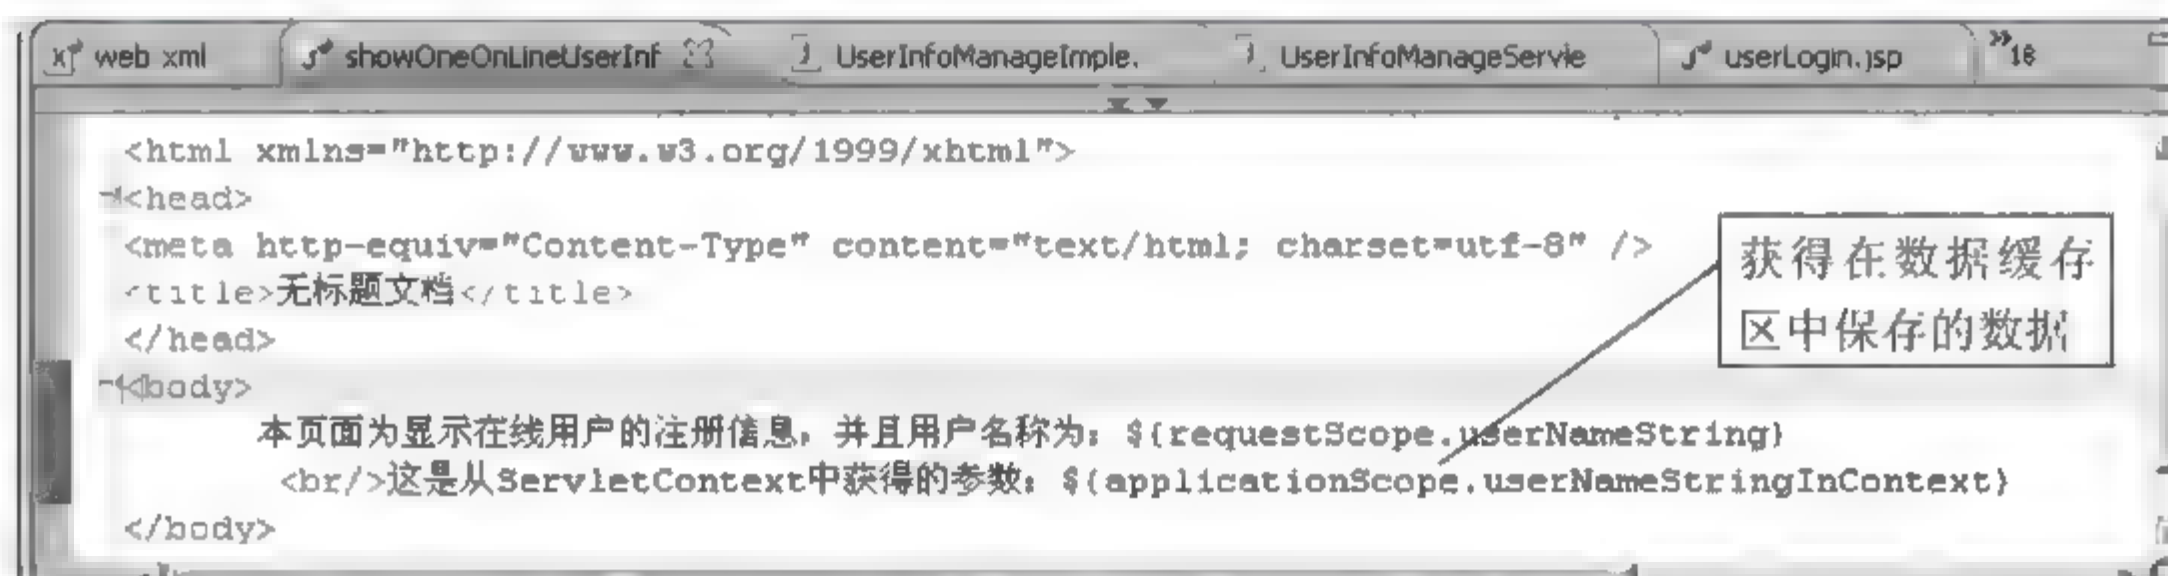 web xml showOneOnLineUserInf UserInfoManageImple. UserInfoManageServie userLogin.jsp »18
<html xmlns="http://www.w3.org/1999/xhtml">
<head>
<meta http-equiv="Content-Type" content="text/html; charset=utf-8" />
<title>无标题文档</title>
</head>
<body>
本页面为显示在线用户的注册信息，并且用户名称为：${requestScope.userNameString}
<br/>这是从ServletContext中获得的参数：${applicationScope.userNameStringInContext}
</body>
获得在数据缓存
区中保存的数据